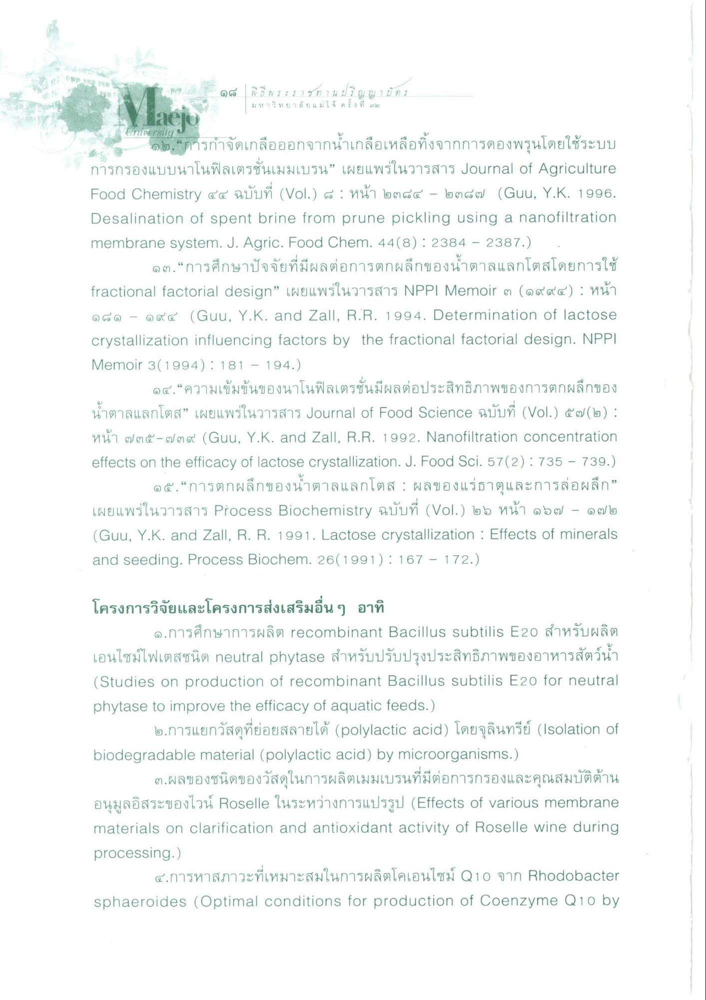 Maejo
University
๑๘
พิธีพระราชทานปริญญาบัตร
มหาวิทยาลัยแม่โจ้ ครั้งที่ ๓๒
๑๒.“การกำจัดเกลือออกจากน้ำเกลือเหลือทิ้งจากการดองพรุนโดยใช้ระบบ
การกรองแบบนาโนฟิลเตรชั่นเมมเบรน” เผยแพร่ในวารสาร Journal of Agriculture
Food Chemistry ๔๔ ฉบับที่ (Vol.) ๘ : หน้า ๒๓๘๔ – ๒๓๘๗ (Guu, Y.K. 1996.
Desalination of spent brine from prune pickling using a nanofiltration
membrane system. J. Agric. Food Chem. 44(8) : 2384 – 2387.)
๑๓.“การศึกษาปัจจัยที่มีผลต่อการตกผลึกของน้ำตาลแลกโตสโดยการใช้
fractional factorial design” เผยแพร่ในวารสาร NPPI Memoir ๓ (๑๙๙๔) : หน้า
๑๘๑ – ๑๙๔ (Guu, Y.K. and Zall, R.R. 1994. Determination of lactose
crystallization influencing factors by the fractional factorial design. NPPI
Memoir 3(1994) : 181 – 194.)
๑๔.“ความเข้มข้นของนาโนฟิลเตรชั่นมีผลต่อประสิทธิภาพของการตกผลึกของ
น้ำตาลแลกโตส” เผยแพร่ในวารสาร Journal of Food Science ฉบับที่ (Vol.) ๕๗(๒) :
หน้า ๗๓๕-๗๓๙ (Guu, Y.K. and Zall, R.R. 1992. Nanofiltration concentration
effects on the efficacy of lactose crystallization. J. Food Sci. 57(2) : 735 – 739.)
๑๕.“การตกผลึกของน้ำตาลแลกโตส : ผลของแร่ธาตุและการล่อผลึก”
เผยแพร่ในวารสาร Process Biochemistry ฉบับที่ (Vol.) ๒๖ หน้า ๑๖๗ – ๑๗๒
(Guu, Y.K. and Zall, R. R. 1991. Lactose crystallization : Effects of minerals
and seeding. Process Biochem. 26(1991) : 167 – 172.)
โครงการวิจัยและโครงการส่งเสริมอื่นๆ อาทิ
๑.การศึกษาการผลิต recombinant Bacillus subtilis E20 สำหรับผลิต
เอนไซม์ไฟเตสชนิด neutral phytase สำหรับปรับปรุงประสิทธิภาพของอาหารสัตว์น้ำ
(Studies on production of recombinant Bacillus subtilis E20 for neutral
phytase to improve the efficacy of aquatic feeds.)
๒.การแยกวัสดุที่ย่อยสลายได้ (polylactic acid) โดยจุลินทรีย์ (Isolation of
biodegradable material (polylactic acid) by microorganisms.)
๓.ผลของชนิดของวัสดุในการผลิตเมมเบรนที่มีต่อการกรองและคุณสมบัติต้าน
อนุมูลอิสระของไวน์ Roselle ในระหว่างการแปรรูป (Effects of various membrane
materials on clarification and antioxidant activity of Roselle wine during
processing.)
๔.การหาสภาวะที่เหมาะสมในการผลิตโคเอนไซม์ Q10 จาก Rhodobacter
sphaeroides (Optimal conditions for production of Coenzyme Q10 by